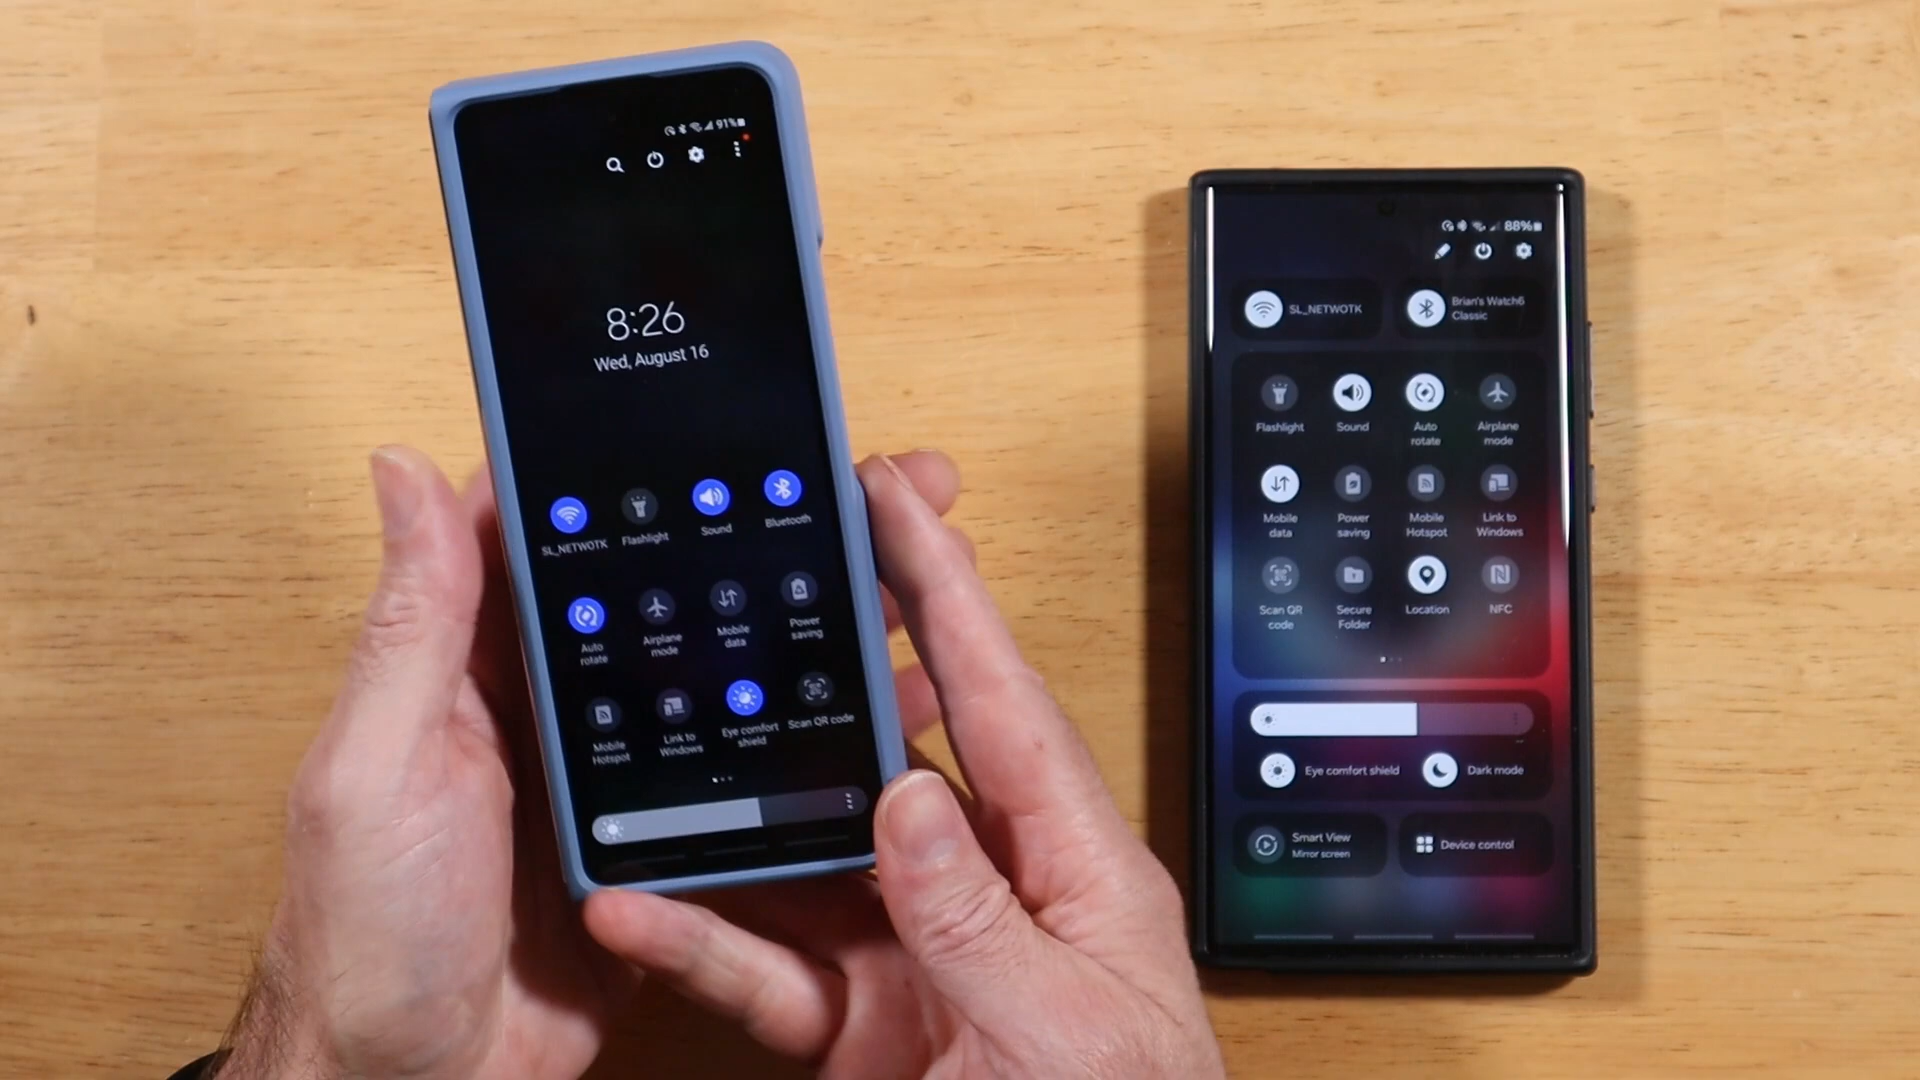 91%
8:26
Wed, August 16
SL_NETWOTK
Flashlight
Sound
Bluetooth
Auto
rotate
Airplane
mode
Mobile
data
Power
saving
Mobile
Hotspot
Link to
Windows
Eye comfort
shield
Scan QR code
88%
SL_NETWOTK
Brian's Watch6
Classic
Flashlight
Sound
Auto
rotate
Airplane
mode
Mobile
data
Power
saving
Mobile
Hotspot
Link to
Windows
Scan QR
code
Secure
Folder
Location
NFC
Eye comfort shield
Dark mode
Smart View
Mirror screen
Device control